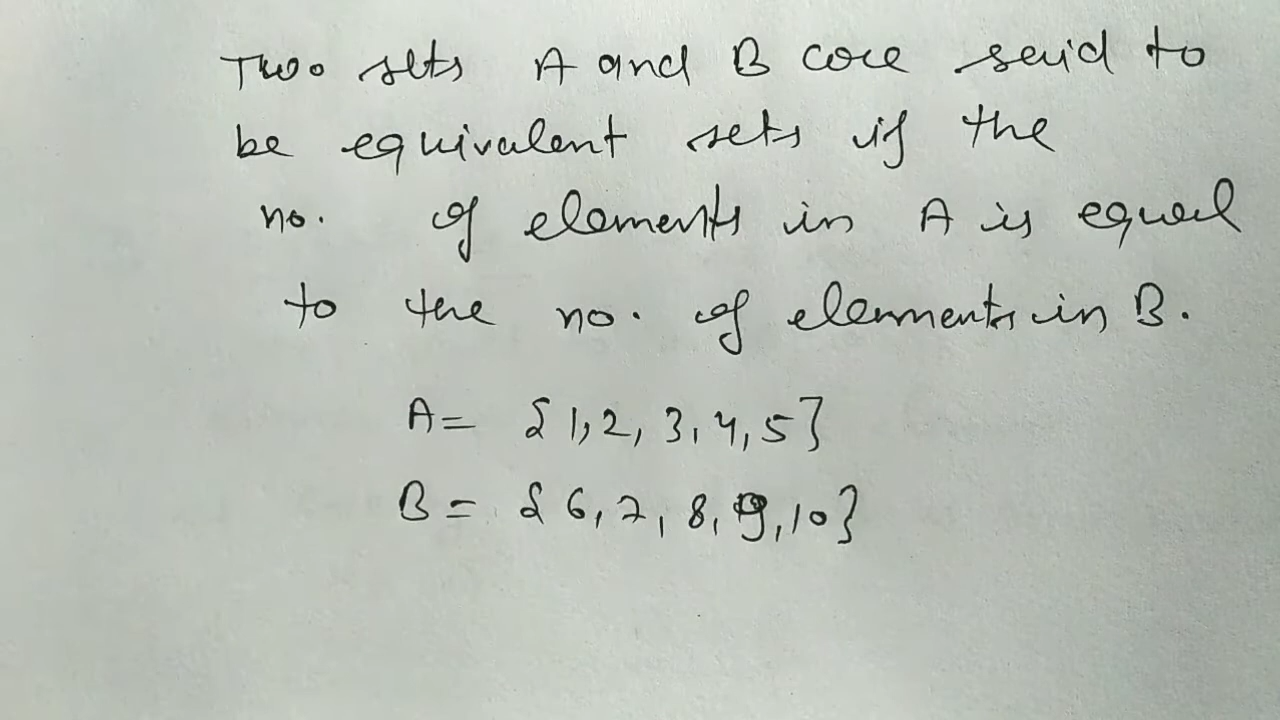 Two sets A and B are said to
be equivalent sets if the
no. of elements in A is equal
to the no. of elements in B.
A = {1, 2, 3, 4, 5}
B = {6, 7, 8, 9, 10}